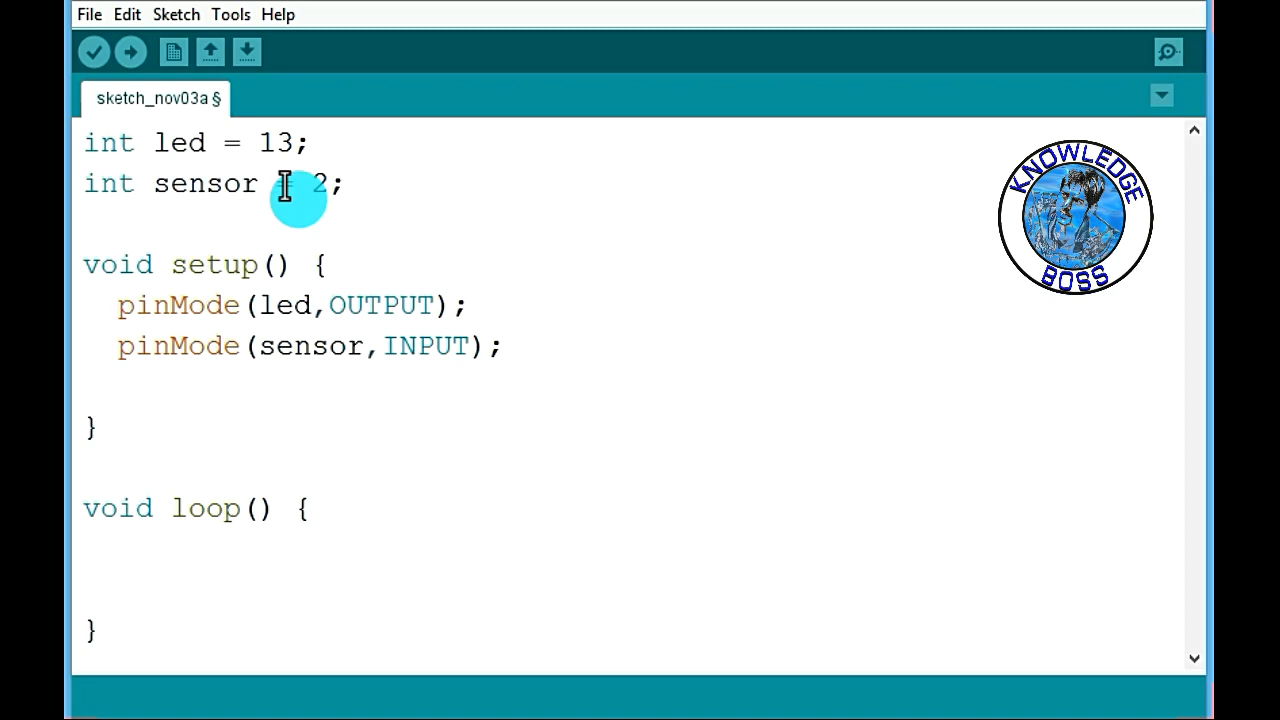 File Edit Sketch Tools Help
sketch_nov03a §
int led = 13;
int sensor = 2;
KNOWLEDGE
BOSS
void setup() {
pinMode(led,OUTPUT);
pinMode(sensor,INPUT);
}
void loop() {
}